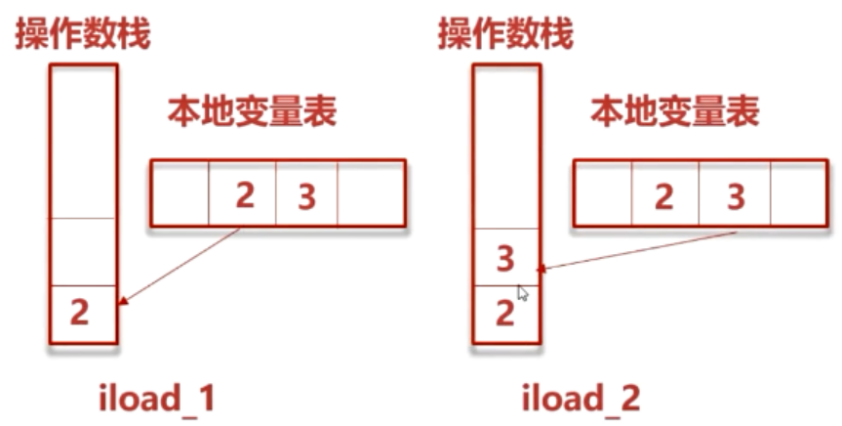 操作数栈
本地变量表
2 3
2
iload_1
操作数栈
本地变量表
2 3
3
2
iload_2